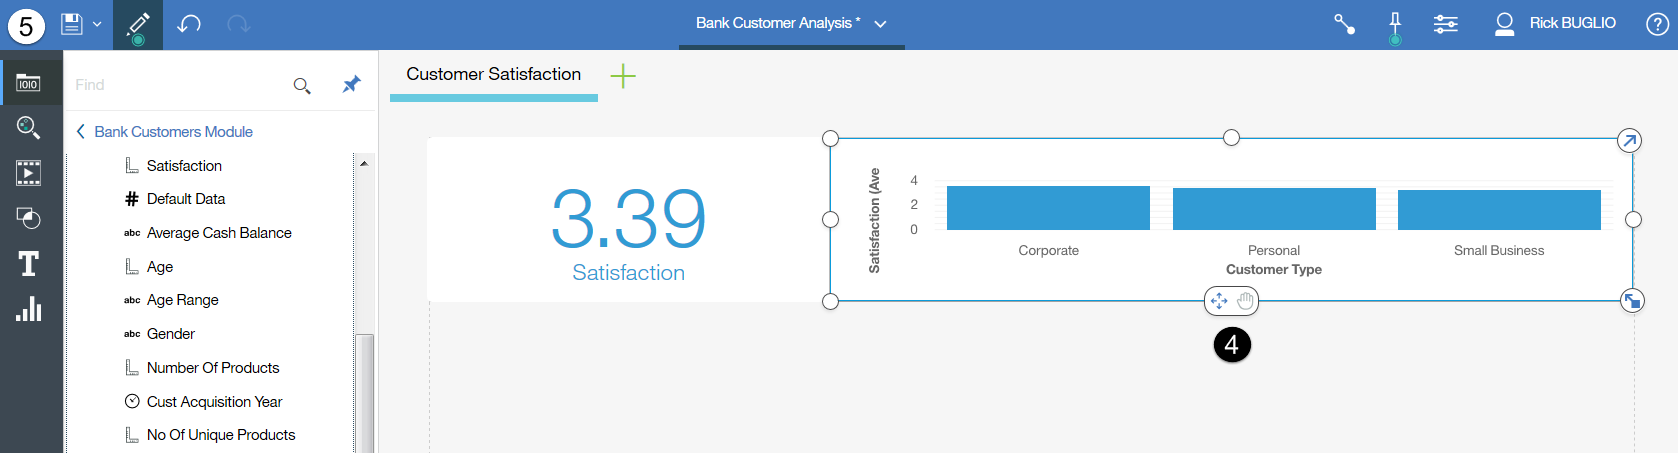 5
Bank Customer Analysis *
Rick BUGLIO
?
1010
Find
Customer Satisfaction
Bank Customers Module
Satisfaction
# Default Data
abc Average Cash Balance
Age
abc Age Range
abc Gender
Number Of Products
Cust Acquisition Year
No Of Unique Products
T
3.39
Satisfaction
Satisfaction (Ave
4
2
0
Corporate
Personal
Small Business
Customer Type
4